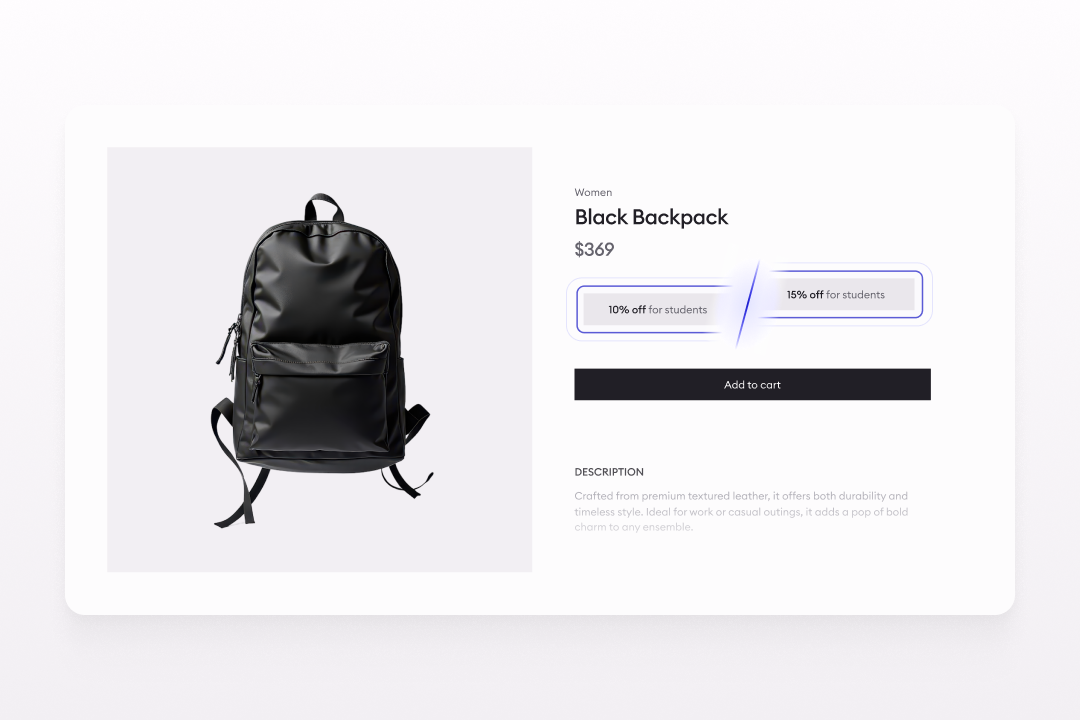 Women
Black Backpack
$369
10% off for students
15% off for students
Add to cart
DESCRIPTION
Crafted from premium textured leather, it offers both durability and
timeless style. Ideal for work or casual outings, it adds a pop of bold
charm to any ensemble.